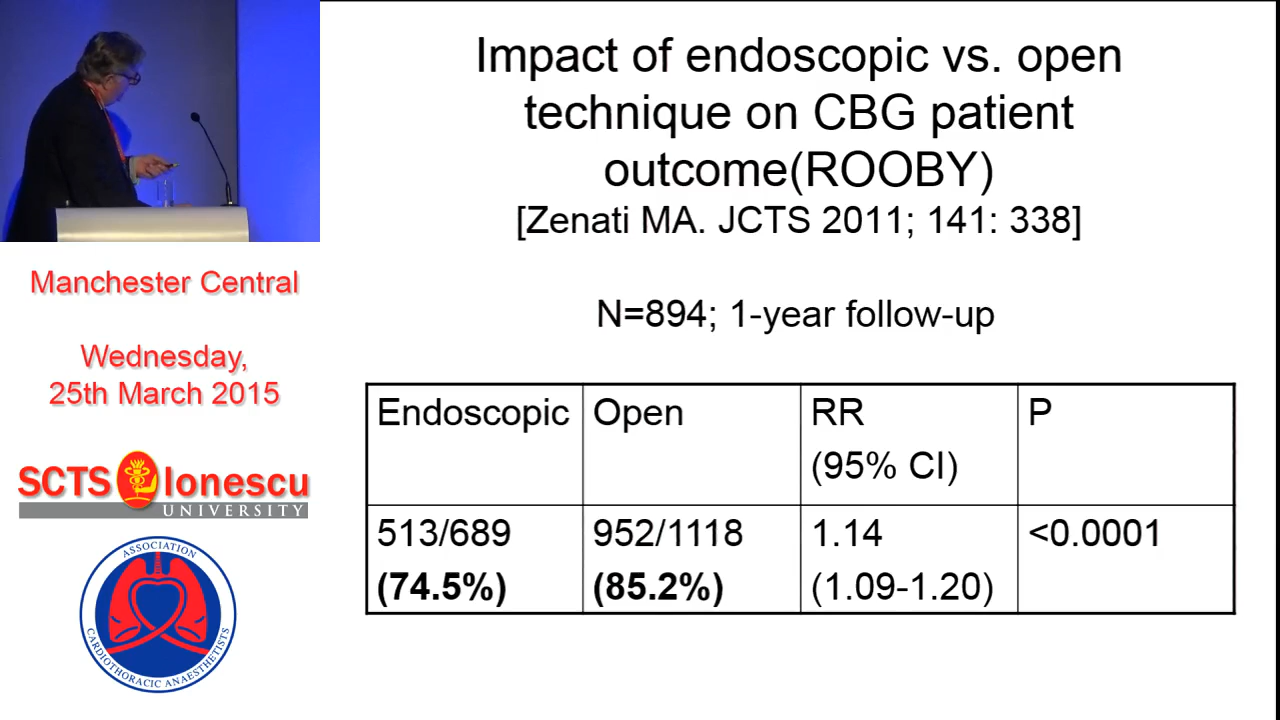 Impact of endoscopic vs. open
technique on CBG patient
outcome(ROOBY)
[Zenati MA. JCTS 2011; 141: 338]
N=894; 1-year follow-up
Endoscopic
Open
RR
(95% CI)
P
513/689
(74.5%)
952/1118
(85.2%)
1.14
(1.09-1.20)
<0.0001
Manchester Central
Wednesday,
25th March 2015
SCTS Ionescu
UNIVERSITY
ASSOCIATION
CARDIOTHORACIC ANAESTHETISTS